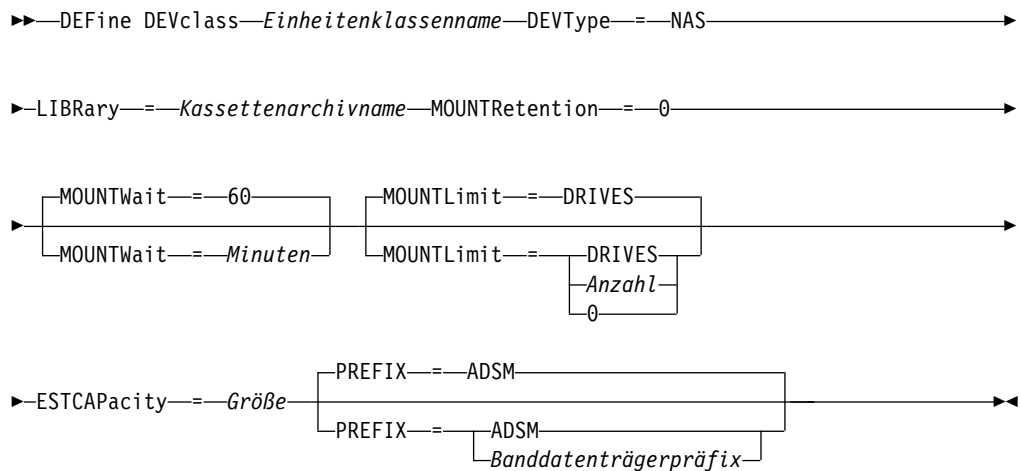 DEFine DEVclass Einheitenklassenname DEVType = NAS
LIBRary = Kassettenarchivname MOUNTRetention = 0
MOUNTWait = 60 MOUNTLimit = DRIVES
MOUNTWait = Minuten MOUNTLimit = DRIVES
Anzahl
0
PREFIX = ADSM
ESTCAPacity = Größe
PREFIX = ADSM
Banddatenträgerpräfix